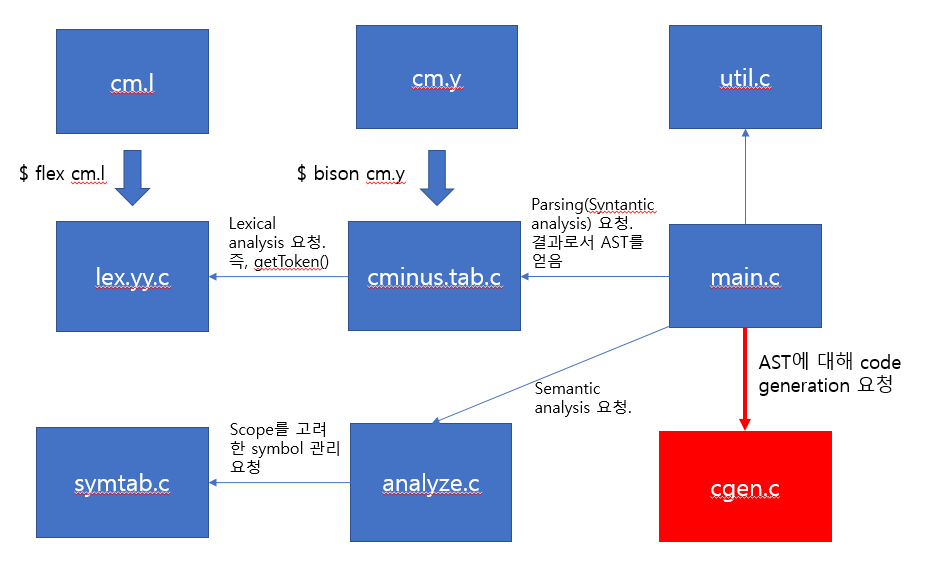 cm.l
cm.y
util.c
$ flex cm.l
$ bison cm.y
Lexical
analysis 요청.
즉, getToken()
Parsing(Syntantic
analysis) 요청.
결과로서 AST를
얻음
lex.yy.c
cminus.tab.c
main.c
AST에 대해 code
generation 요청
Semantic
analysis 요청.
Scope를 고려
한 symbol 관리
요청
symtab.c
analyze.c
cgen.c